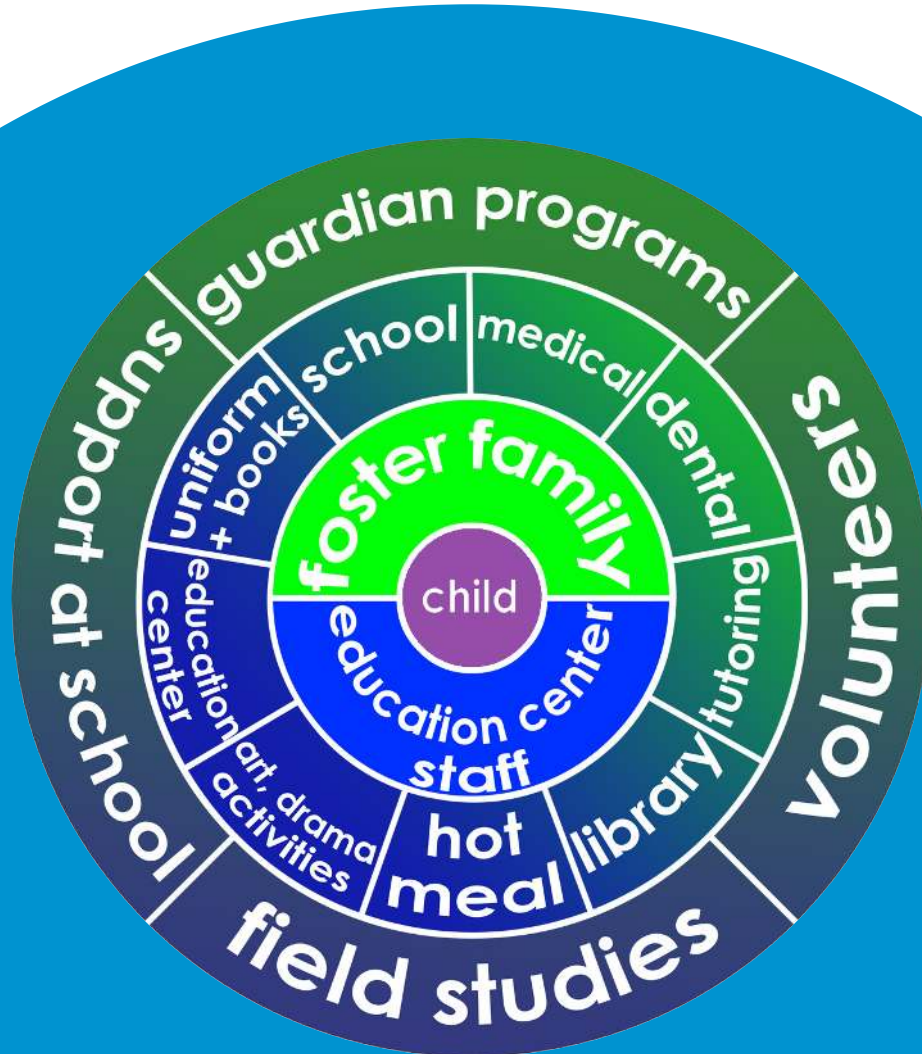 guardian programs
volunteers
field studies
support at school
school
medical
dental
tutoring
library
hot
meal
art, drama
activities
education
center
uniform
+ books
foster family
education center
staff
child